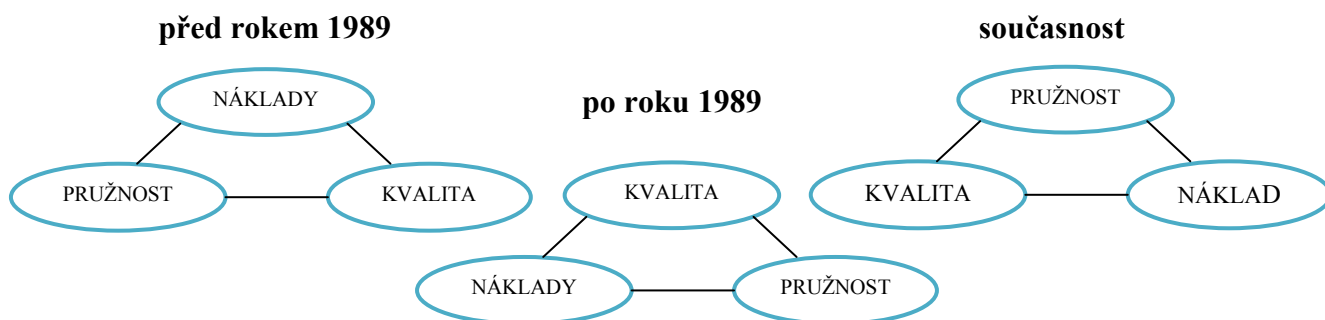 před rokem 1989
NÁKLADY
PRUŽNOST
KVALITA
po roku 1989
KVALITA
NÁKLADY
PRUŽNOST
současnost
PRUŽNOST
KVALITA
NÁKLAD